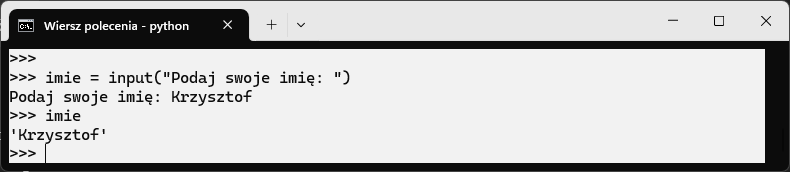 Wiersz polecenia - python
>>>
>>> imie = input("Podaj swoje imię: ")
Podaj swoje imię: Krzysztof
>>> imie
'Krzysztof'
>>>